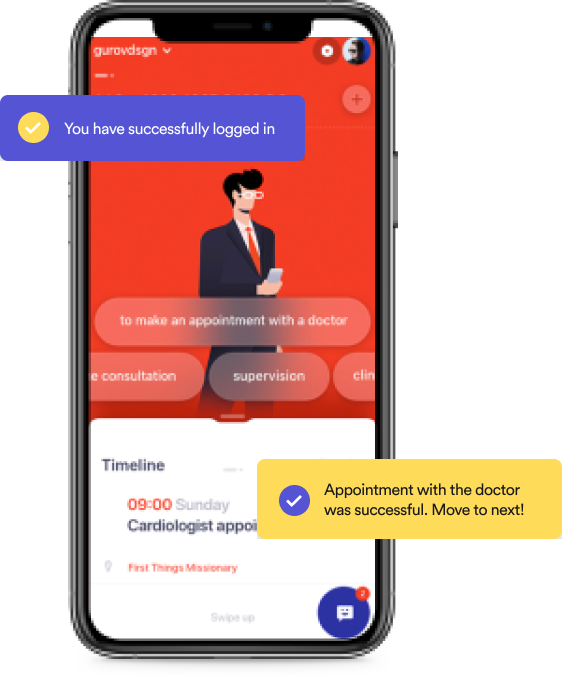 gurovdsgn
You have successfully logged in
to make an appointment with a doctor
e consultation
supervision
clin
Timeline
09:00 Sunday
Cardiologist appoi
Appointment with the doctor
was successful. Move to next!
First Things Missionary
2
Swipe up